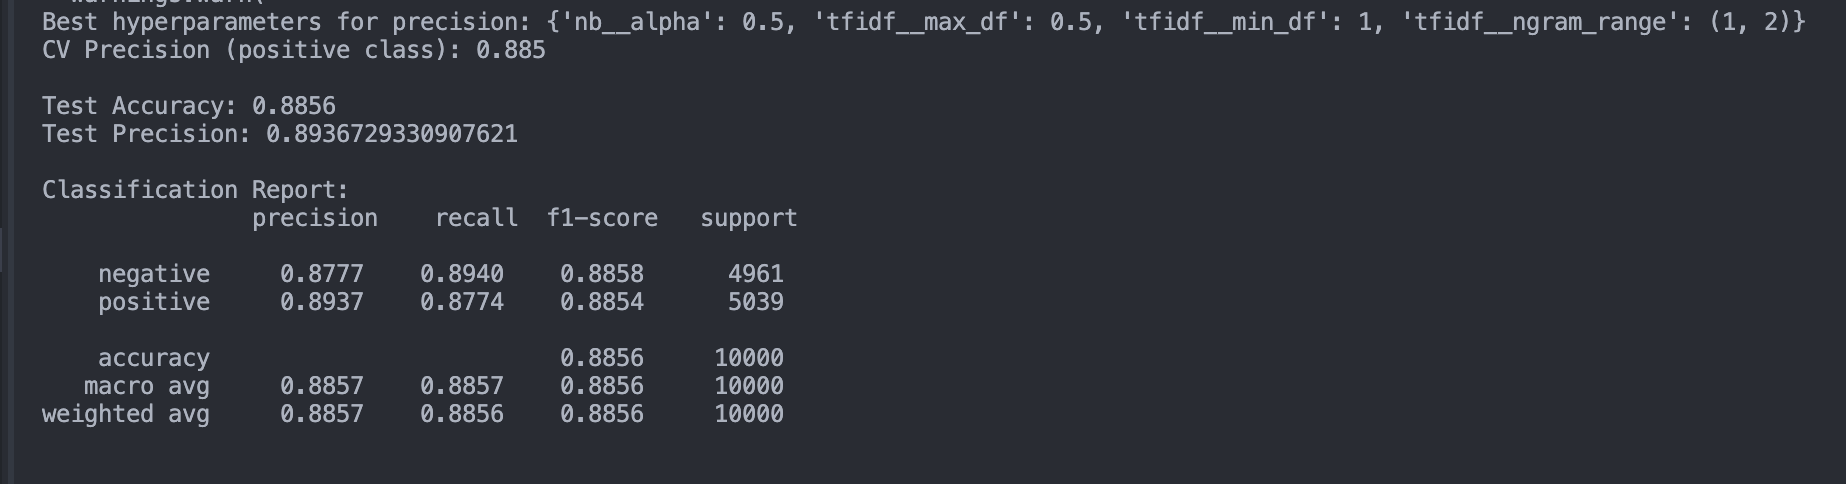 warnings.warn(
Best hyperparameters for precision: {'nb__alpha': 0.5, 'tfidf__max_df': 0.5, 'tfidf__min_df': 1, 'tfidf__ngram_range': (1, 2)}
CV Precision (positive class): 0.885
Test Accuracy: 0.8856
Test Precision: 0.8936729330907621
Classification Report:
precision recall f1-score support
negative 0.8777 0.8940 0.8858 4961
positive 0.8937 0.8774 0.8854 5039
accuracy 0.8856 10000
macro avg 0.8857 0.8857 0.8856 10000
weighted avg 0.8857 0.8856 0.8856 10000